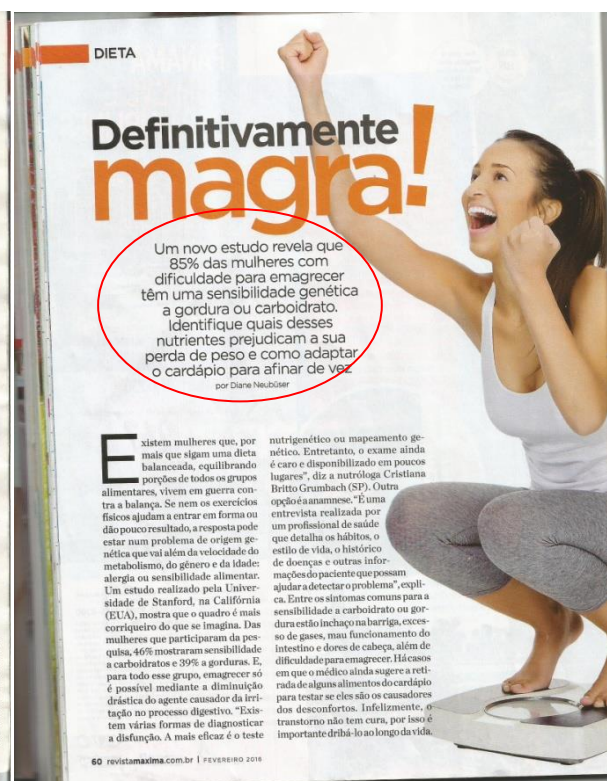 DIETA
Definitivamente
magra!
Um novo estudo revela que
85% das mulheres com
dificuldade para emagrecer
têm uma sensibilidade genética
a gordura ou carboidrato.
Identifique quais desses
nutrientes prejudicam a sua
perda de peso e como adaptar
o cardápio para afinar de vez
por Diane Neubüser
Existem mulheres que, por
mais que sigam uma dieta
balanceada, equilibrando
porções de todos os grupos
alimentares, vivem em guerra con-
tra a balança. Se nem os exercícios
físicos ajudam a entrar em forma ou
dão pouco resultado, a resposta pode
estar num problema de origem ge-
nética que vai além da velocidade do
metabolismo, do gênero e da idade:
alergia ou sensibilidade alimentar.
Um estudo realizado pela Univer-
sidade de Stanford, na Califórnia
(EUA), mostra que o quadro é mais
corriqueiro do que se imagina. Das
mulheres que participaram da pes-
quisa, 46% mostraram sensibilidade
a carboidratos e 39% a gorduras. E,
para todo esse grupo, emagrecer só
é possível mediante a diminuição
drástica do agente causador da irri-
tação no processo digestivo. “Exis-
tem várias formas de diagnosticar
a disfunção. A mais eficaz é o teste
nutrigenético ou mapeamento ge-
nético. Entretanto, o exame ainda
é caro e disponibilizado em poucos
lugares”, diz a nutróloga Cristiana
Britto Grumbach (SP). Outra
opção é a anamnese. “É uma
entrevista realizada por
um profissional de saúde
que detalha os hábitos, o
estilo de vida, o histórico
de doenças e outras infor-
mações do paciente que possam
ajudar a detectar o problema”, expli-
ca. Entre os sintomas comuns para a
sensibilidade a carboidrato ou gor-
dura estão inchaço na barriga, exces-
so de gases, mau funcionamento do
intestino e dores de cabeça, além de
dificuldade para emagrecer. Há casos
em que o médico ainda sugere a reti-
rada de alguns alimentos do cardápio
para testar se eles são os causadores
dos desconfortos. Infelizmente, o
transtorno não tem cura, por isso é
importante driblá-lo ao longo da vida.
60 revistamaxima.com.br | FEVEREIRO 2016